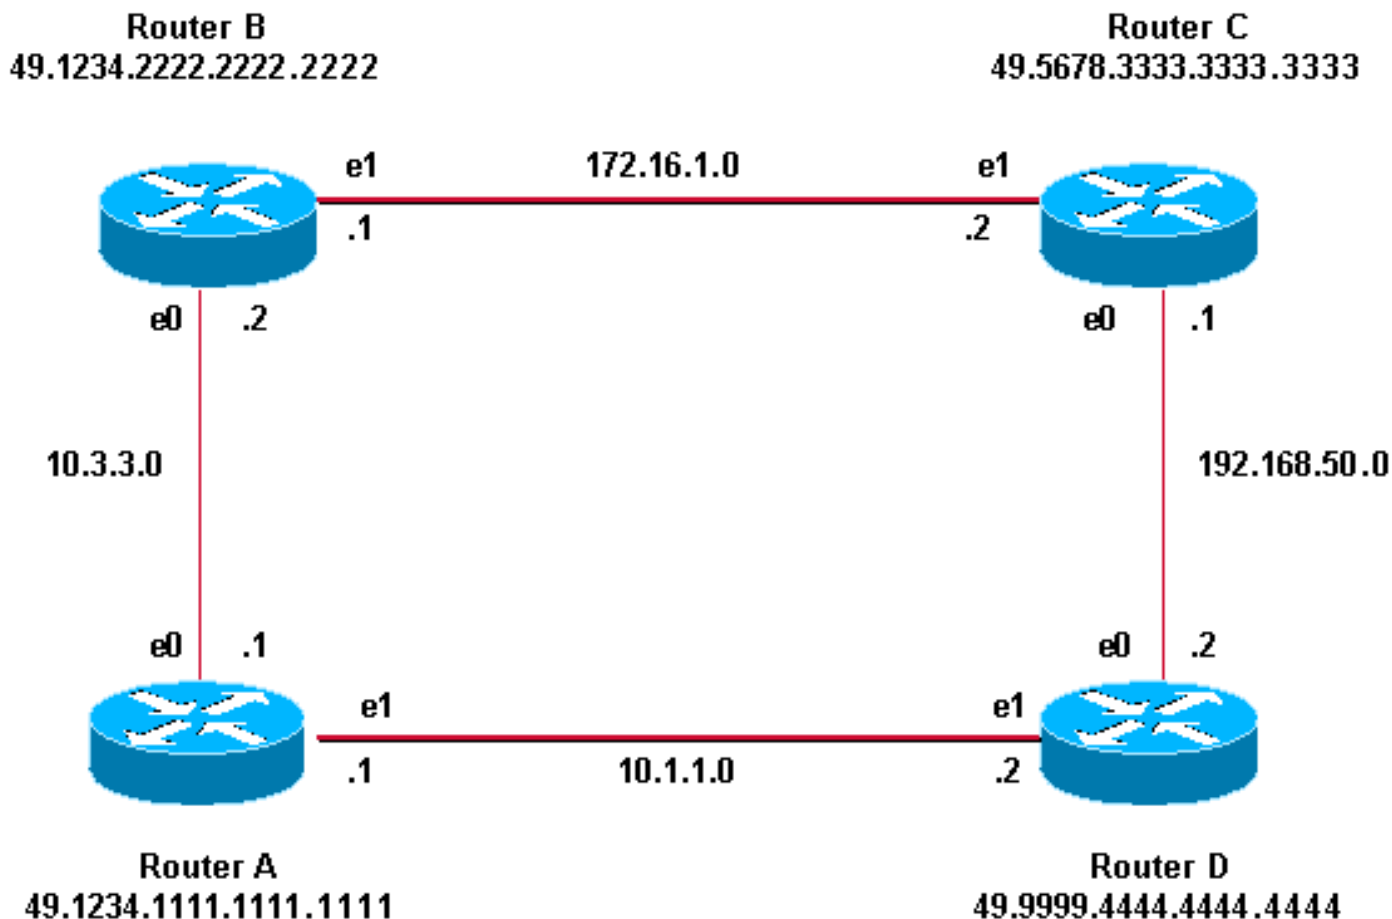 Router B
49.1234.2222.2222.2222
Router C
49.5678.3333.3333.3333
e1
172.16.1.0
e1
.1
.2
e0
.2
e0
.1
10.3.3.0
192.168.50.0
e0
.1
e0
.2
e1
e1
.1
10.1.1.0
.2
Router A
49.1234.1111.1111.1111
Router D
49.9999.4444.4444.4444